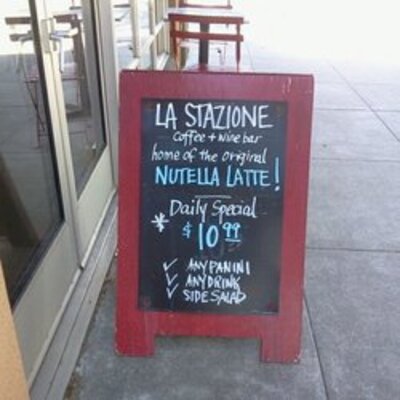 LA STAZIONE
coffee + wine bar
home of the original
NUTELLA LATTE!
Daily Special
* $10.99
✓ ANY PANINI
✓ ANY DRINK
✓ SIDE SALAD